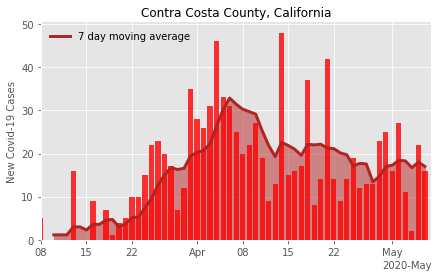 Contra Costa County, California
7 day moving average
New Covid-19 Cases
50
40
30
20
10
0
08 15 22 Apr 08 15 22 May
2020-May